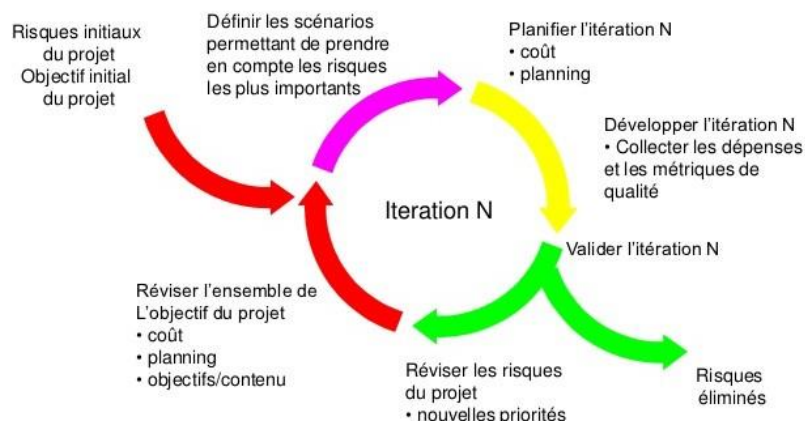 Risques initiaux
du projet
Objectif initial
du projet
Définir les scénarios
permettant de prendre
en compte les risques
les plus importants
Planifier l'itération N
• coût
• planning
Développer l'itération N
• Collecter les dépenses
et les métriques de
qualité
Iteration N
Valider l'itération N
Réviser l'ensemble de
L'objectif du projet
• coût
• planning
• objectifs/contenu
Réviser les risques
du projet
• nouvelles priorités
Risques
éliminés